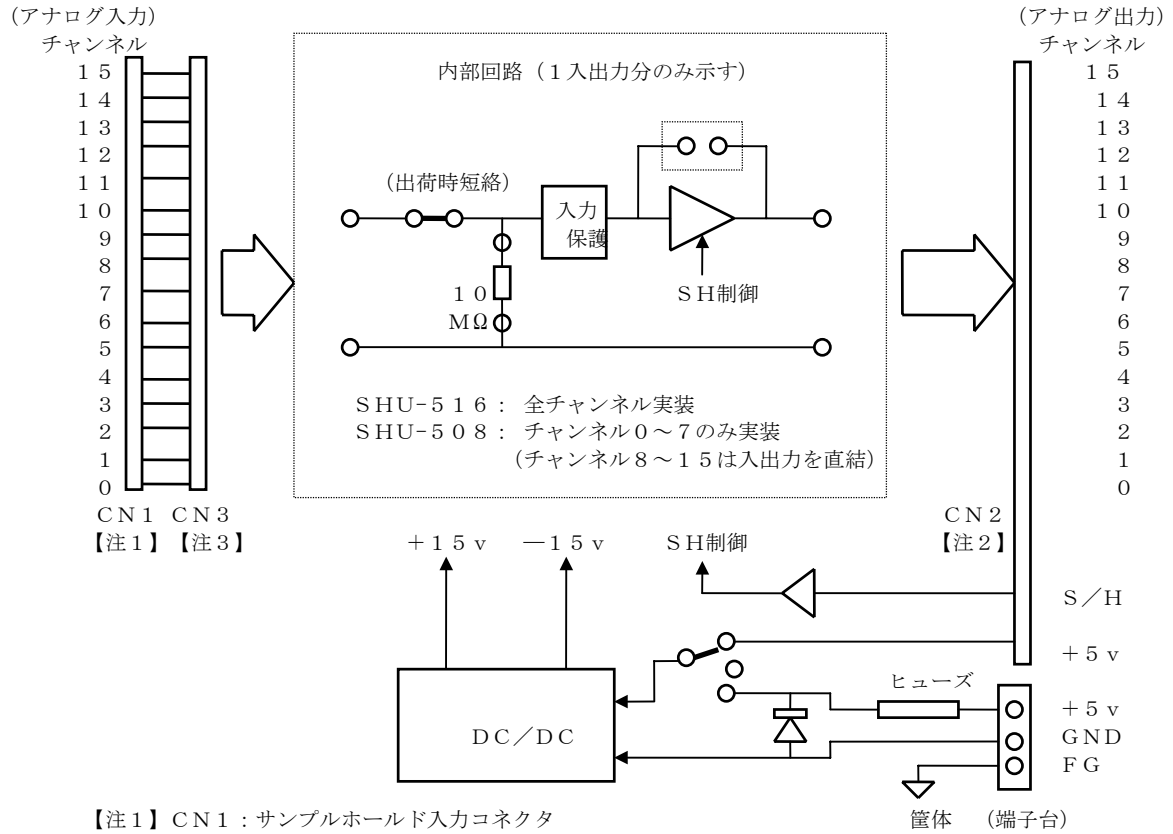 (アナログ入力)
チャンネル
15
14
13
12
11
10
9
8
7
6
5
4
3
2
1
0
CN1 CN3
【注1】【注3】
内部回路（1入出力分のみ示す）
(出荷時短絡)
入力
保護
10
MΩ
SH制御
SHU-516： 全チャンネル実装
SHU-508： チャンネル0～7のみ実装
（チャンネル8～15は入出力を直結）
(アナログ出力)
チャンネル
15
14
13
12
11
10
9
8
7
6
5
4
3
2
1
0
CN2
【注2】
+15v —15v SH制御
S／H
+5v
ヒューズ
+5v
GND
FG
DC／DC
筐体 （端子台）
【注1】CN1：サンプルホールド入力コネクタ